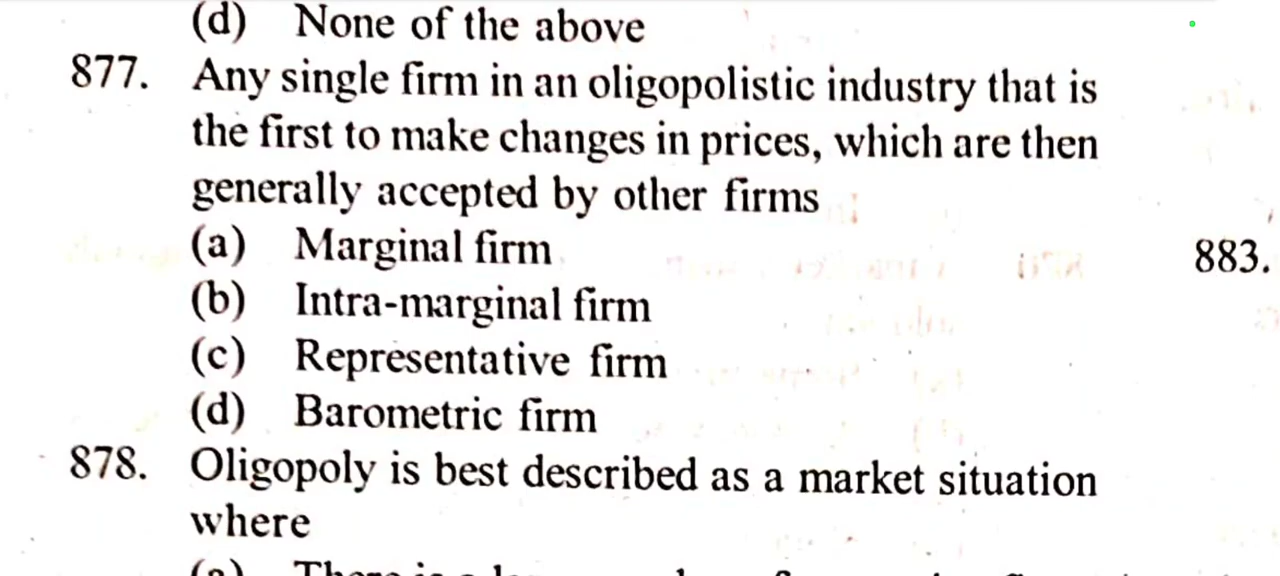 (d) None of the above
877. Any single firm in an oligopolistic industry that is
the first to make changes in prices, which are then
generally accepted by other firms
(a) Marginal firm
(b) Intra-marginal firm
(c) Representative firm
(d) Barometric firm
878. Oligopoly is best described as a market situation
where
(a) There is a
883.